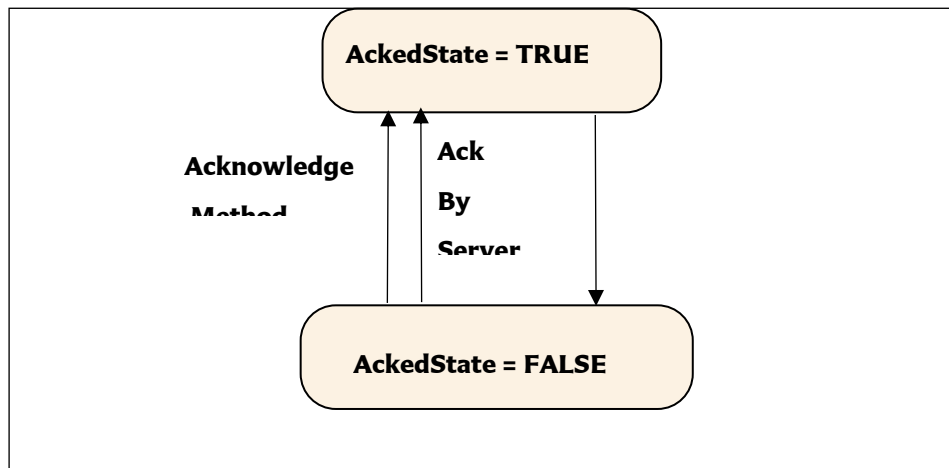 AckedState = TRUE
Acknowledge
Method
Ack
By
Server
AckedState = FALSE